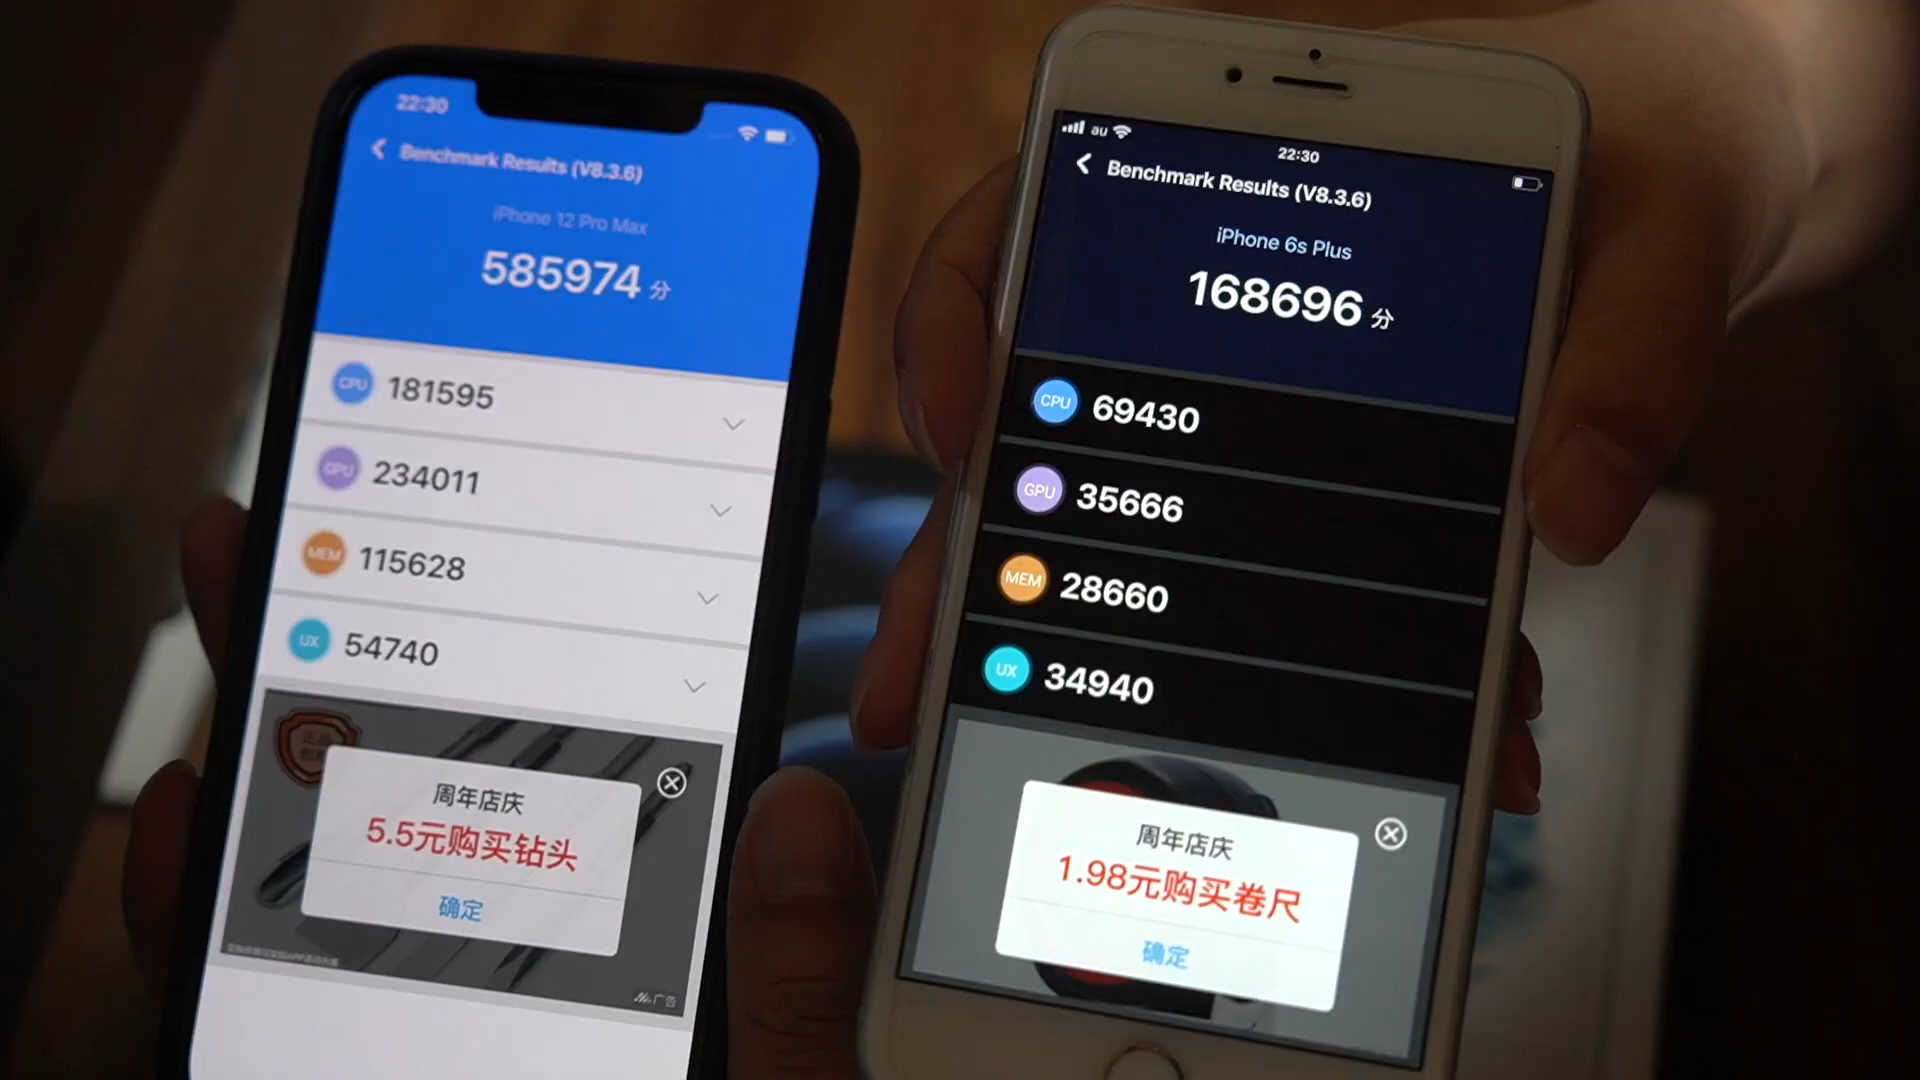 22:30
Benchmark Results (V8.3.6)
iPhone 12 Pro Max
585974 分
CPU 181595
GPU 234011
MEM 115628
UX 54740
周年店庆
5.5元购买钻头
确定
广告
au
22:30
Benchmark Results (V8.3.6)
iPhone 6s Plus
168696 分
CPU 69430
GPU 35666
MEM 28660
UX 34940
周年店庆
1.98元购买卷尺
确定